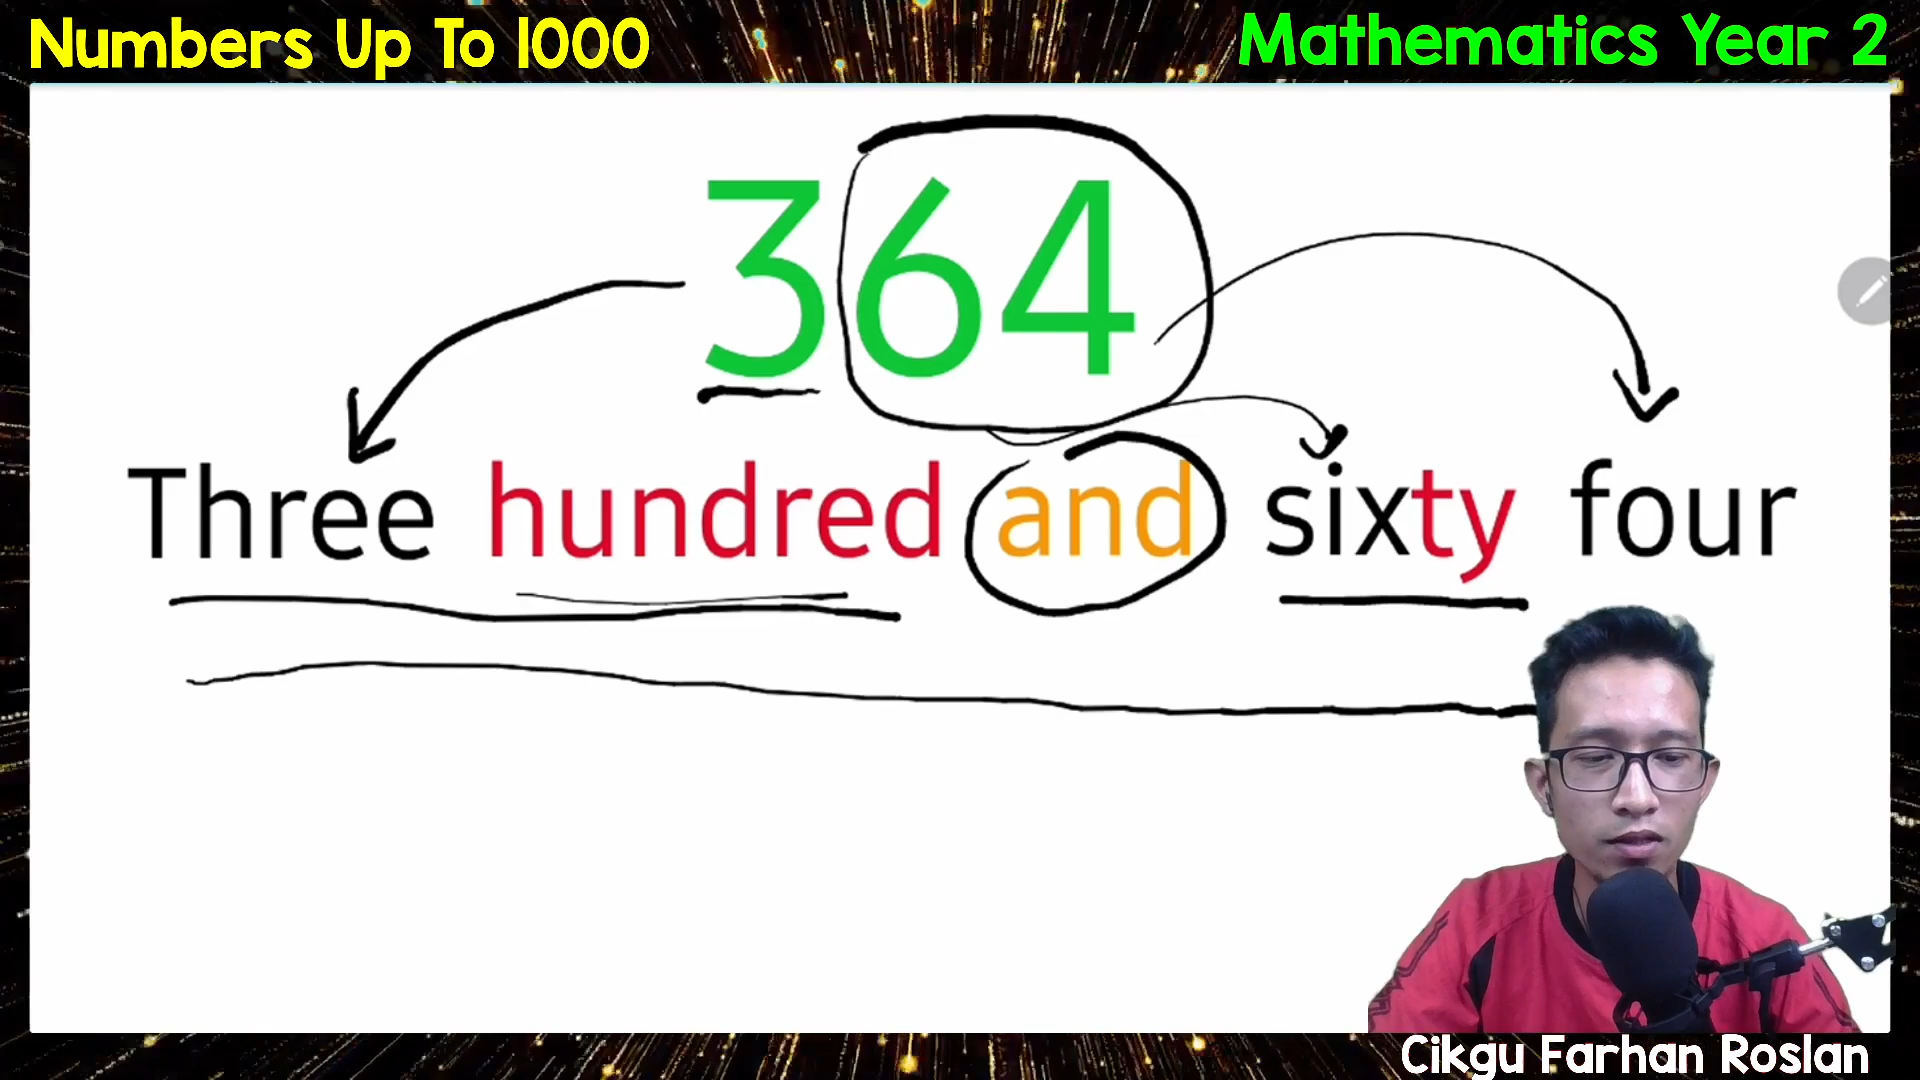 Numbers Up To 1000
Mathematics Year 2
364
Three hundred and sixty four
Cikgu Farhan Roslan